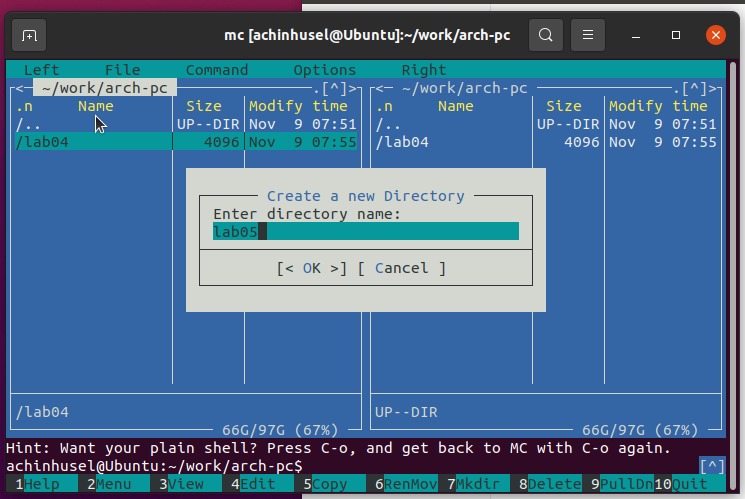 mc [achinhusel@Ubuntu]:~/work/arch-pc
Left File Command Options Right
<─ ~/work/arch-pc .[^]> <─ ~/work/arch-pc .[^]>
.n Name Size Modify time .n Name Size Modify time
/.. UP--DIR Nov 9 07:51 /.. UP--DIR Nov 9 07:51
/lab04 4096 Nov 9 07:55 /lab04 4096 Nov 9 07:55
Create a new Directory
Enter directory name:
lab05
[< OK >] [ Cancel ]
/lab04 UP--DIR
66G/97G (67%) 66G/97G (67%)
Hint: Want your plain shell? Press C-o, and get back to MC with C-o again.
achinhusel@Ubuntu:~/work/arch-pc$ [^]
1Help 2Menu 3View 4Edit 5Copy 6RenMov 7Mkdir 8Delete 9PullDn 10Quit